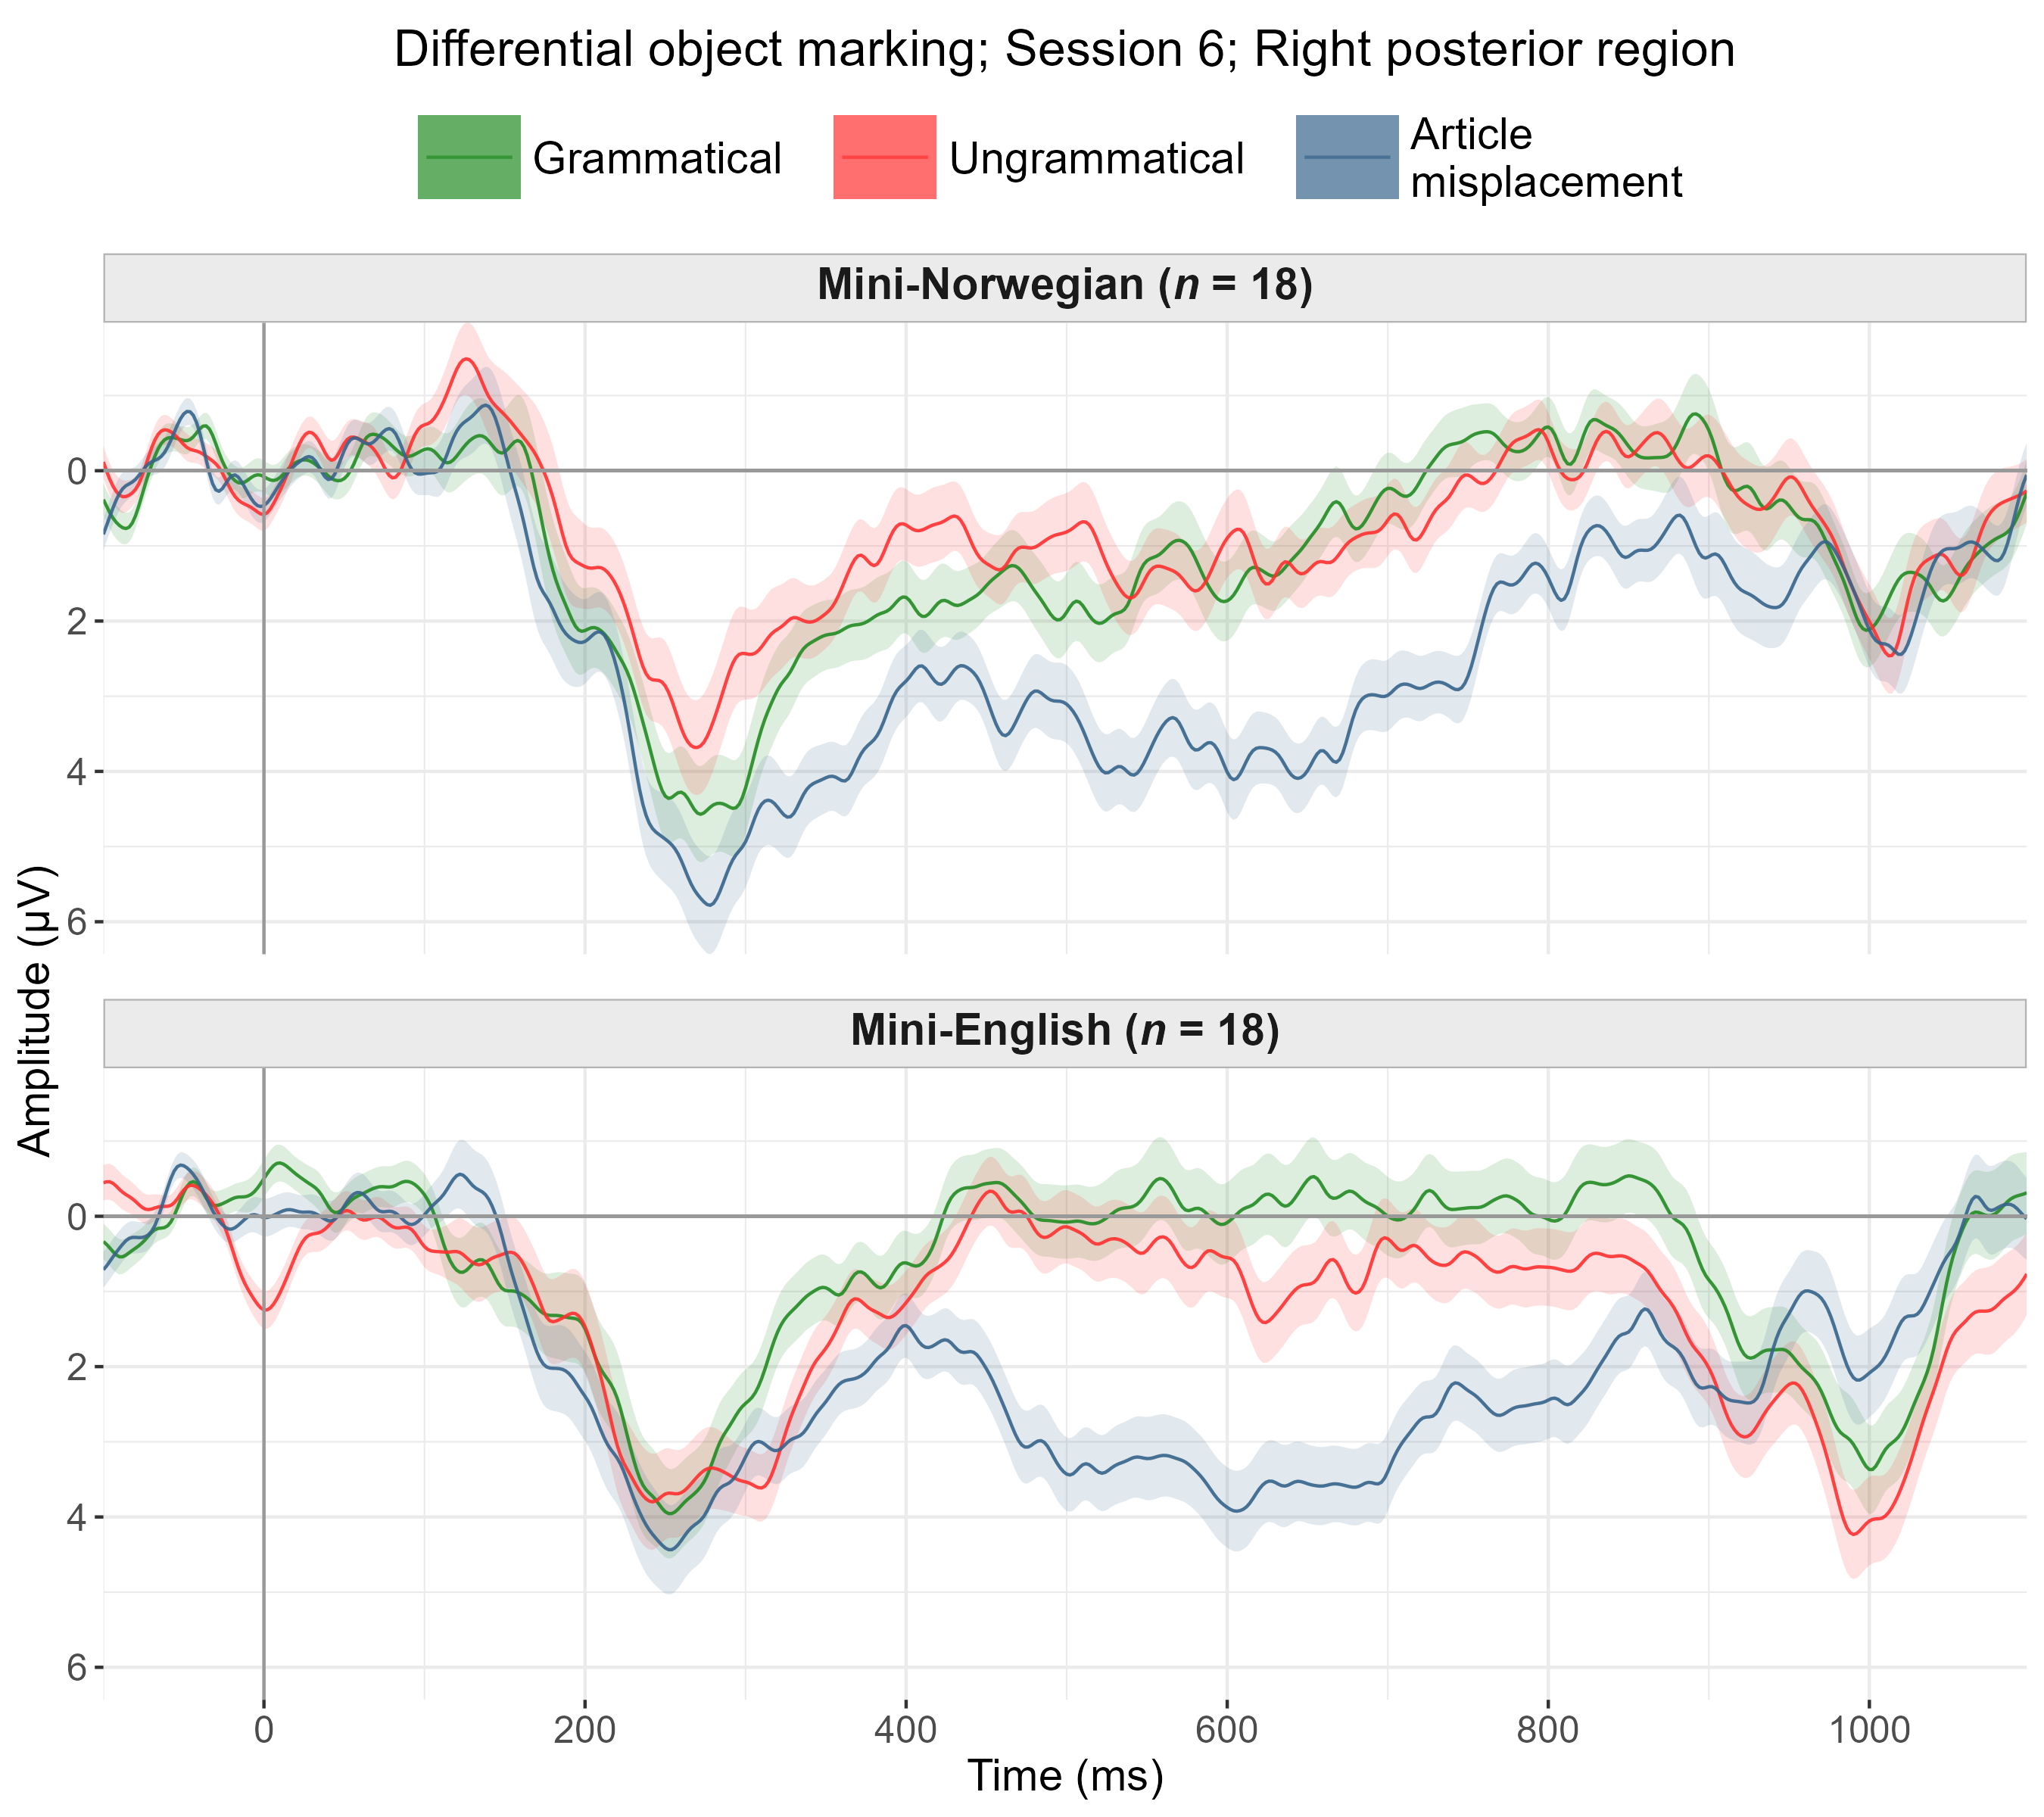 Differential object marking; Session 6; Right posterior region
Grammatical
Ungrammatical
Article
misplacement
Mini-Norwegian (n = 18)
0
2
4
6
Amplitude (µV)
Mini-English (n = 18)
0
2
4
6
0 200 400 600 800 1000
Time (ms)